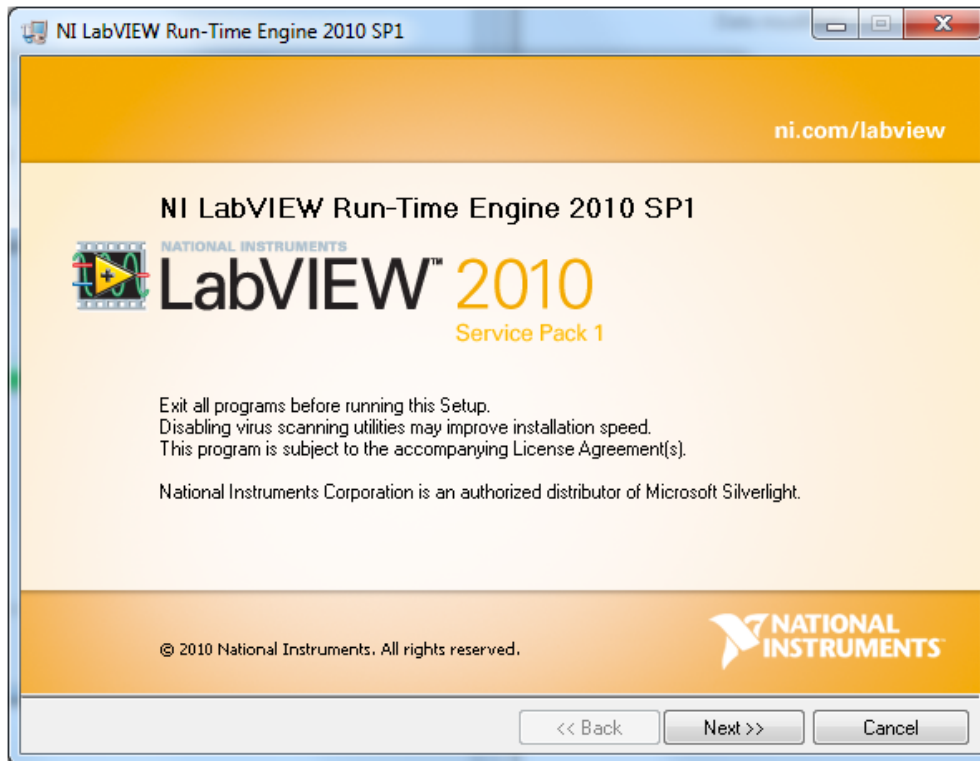 NI LabVIEW Run-Time Engine 2010 SP1
ni.com/labview
NI LabVIEW Run-Time Engine 2010 SP1
NATIONAL INSTRUMENTS
LabVIEW™ 2010
Service Pack 1
Exit all programs before running this Setup.
Disabling virus scanning utilities may improve installation speed.
This program is subject to the accompanying License Agreement(s).
National Instruments Corporation is an authorized distributor of Microsoft Silverlight.
© 2010 National Instruments. All rights reserved.
NATIONAL
INSTRUMENTS
<< Back
Next >>
Cancel